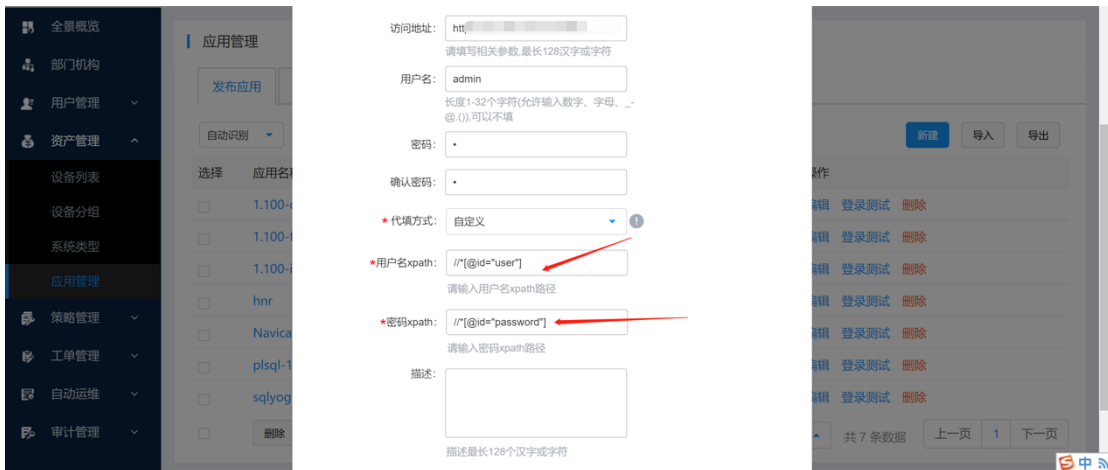 全景概览
部门机构
用户管理
资产管理
设备列表
设备分组
系统类型
应用管理
策略管理
工单管理
自动运维
审计管理
应用管理
发布应用
自动识别
新建 导入 导出
选择 应用名
编辑 登录测试 删除
1.100-
编辑 登录测试 删除
1.100-
编辑 登录测试 删除
1.100-
编辑 登录测试 删除
hnr
编辑 登录测试 删除
Navica
编辑 登录测试 删除
plsql-1
编辑 登录测试 删除
sqlyog
删除
共 7 条数据 上一页 1 下一页
访问地址: htt
请填写相关参数,最长128汉字或字符
用户名: admin
长度1-32个字符(允许输入数字、字母、_-
@.()),可以不填
密码: •
确认密码: •
*代填方式: 自定义
*用户名xpath: //*[@id="user"]
请输入用户名xpath路径
*密码xpath: //*[@id="password"]
请输入密码xpath路径
描述:
描述最长128个汉字或字符
中